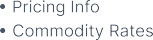 • Pricing Info
• Commodity Rates